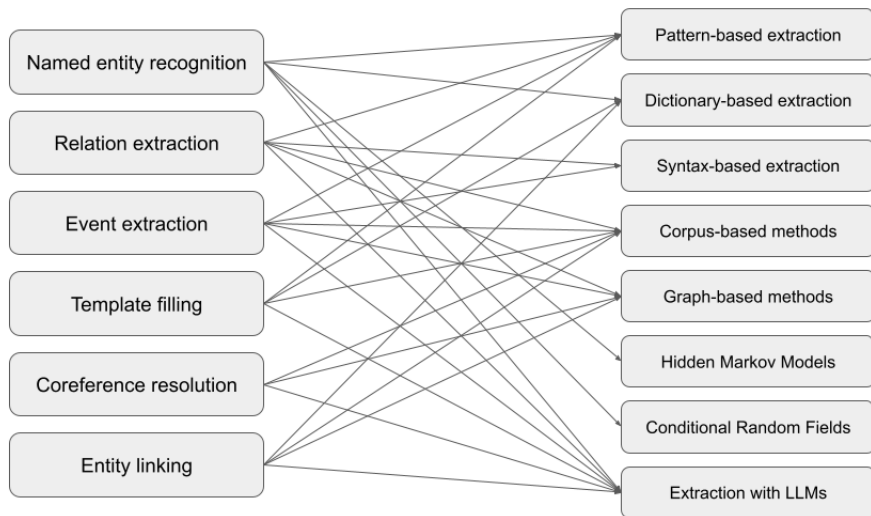 Named entity recognition
Relation extraction
Event extraction
Template filling
Coreference resolution
Entity linking
Pattern-based extraction
Dictionary-based extraction
Syntax-based extraction
Corpus-based methods
Graph-based methods
Hidden Markov Models
Conditional Random Fields
Extraction with LLMs